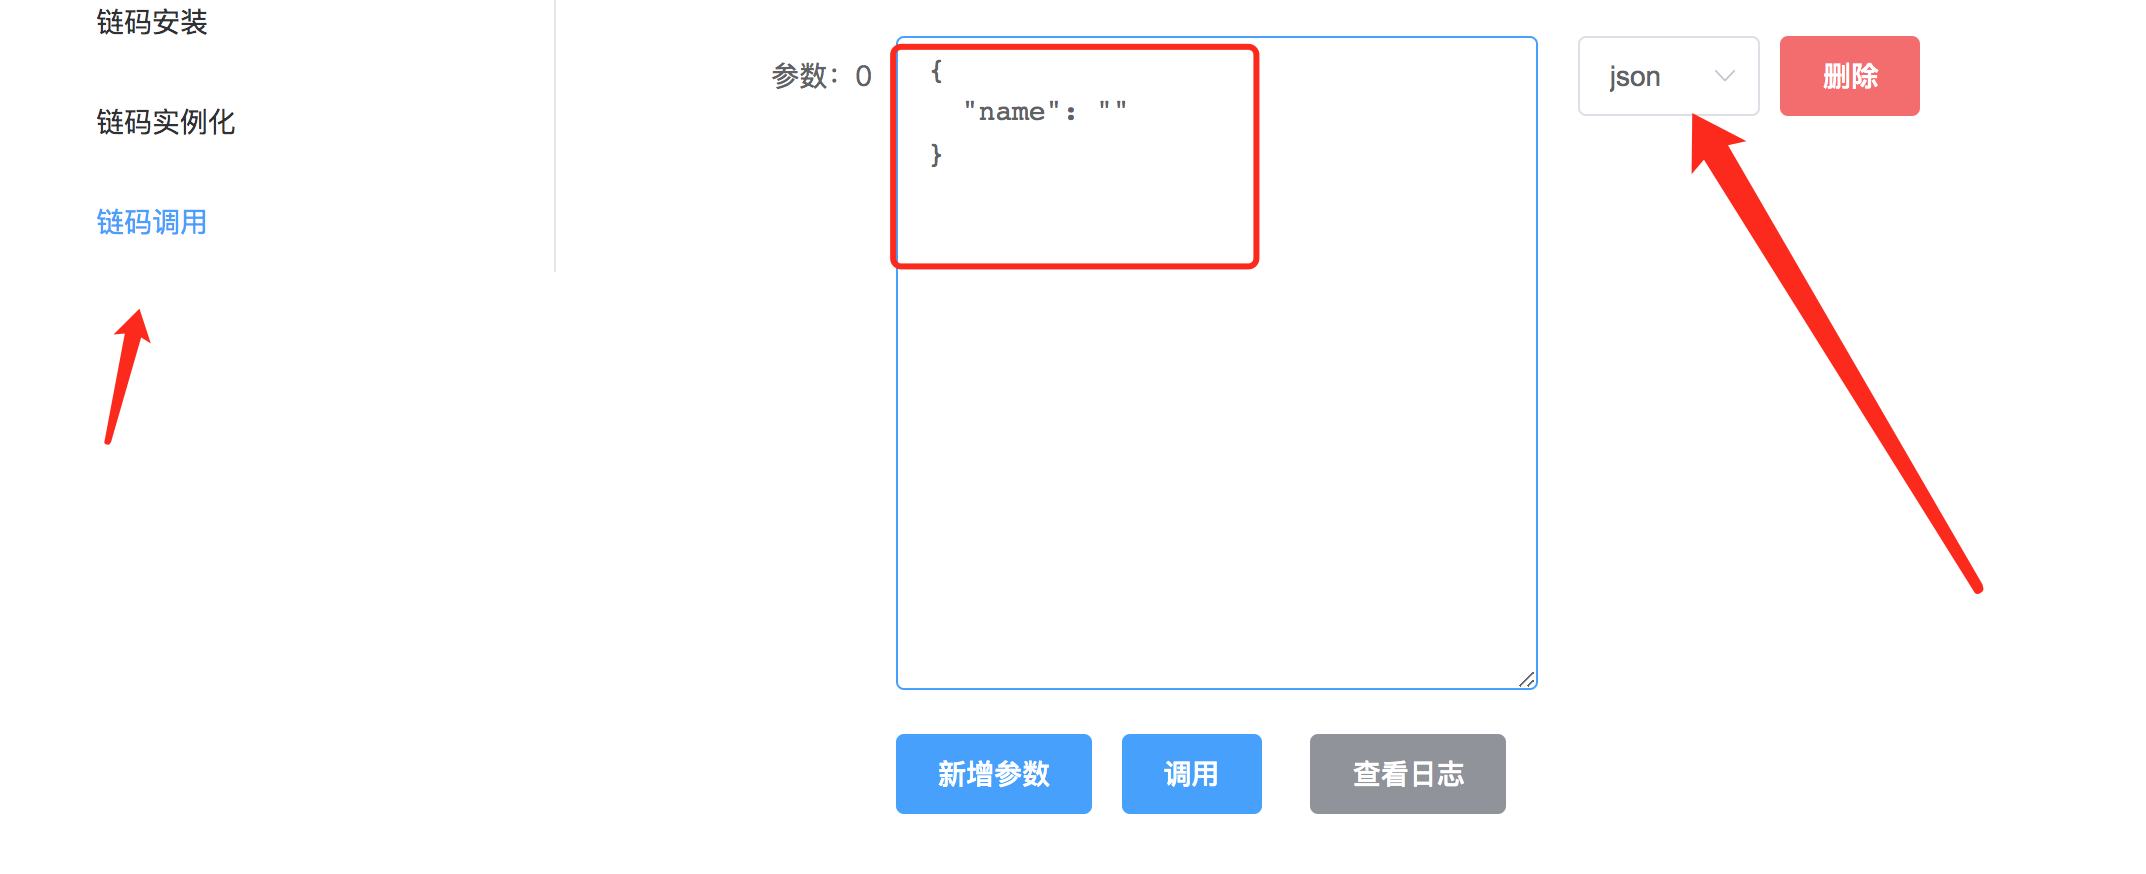 链码安装
链码实例化
链码调用
参数：0
{
"name": ""
}
json
删除
新增参数
调用
查看日志